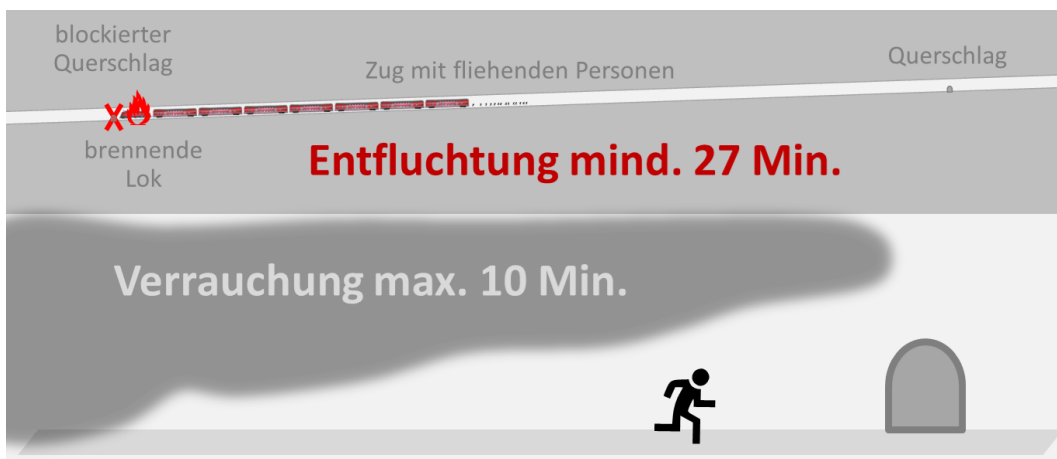 blockierter
Querschlag
Querschlag
Zug mit fliehenden Personen
brennende
Lok
Entfluchtung mind. 27 Min.
Verrauchung max. 10 Min.